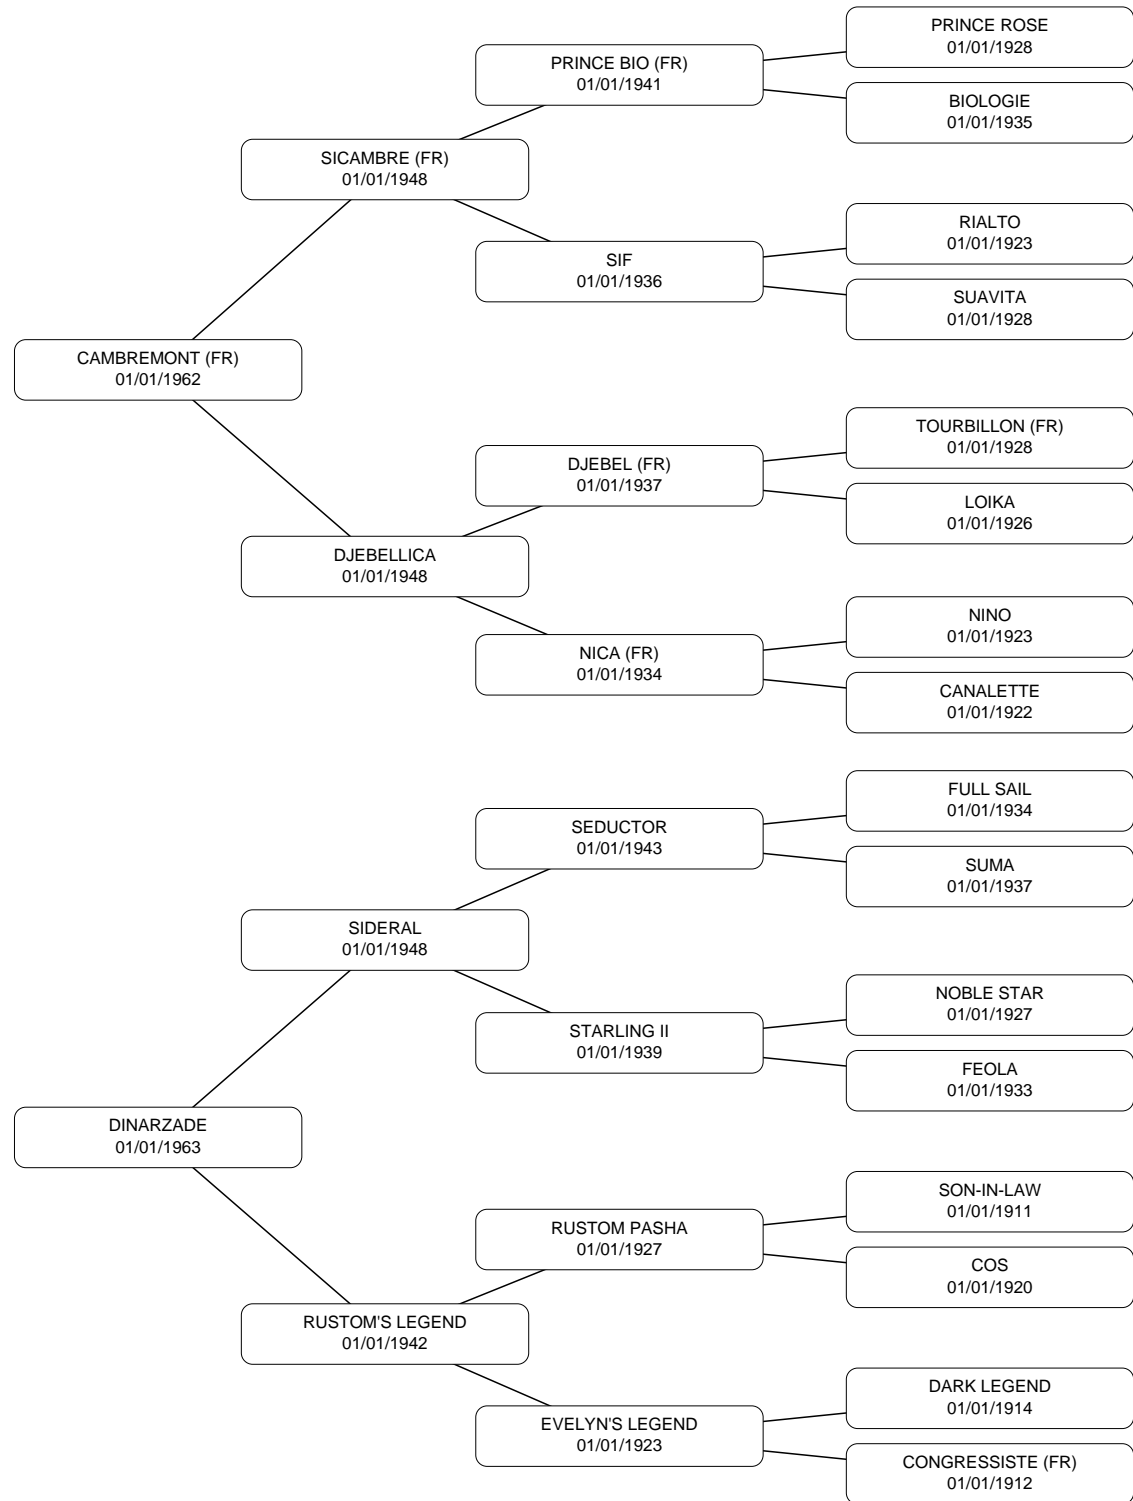 PRINCE ROSE
01/01/1928
PRINCE BIO (FR)
01/01/1941
BIOLOGIE
01/01/1935
SICAMBRE (FR)
01/01/1948
RIALTO
01/01/1923
SIF
01/01/1936
SUAVITA
01/01/1928
CAMBREMONT (FR)
01/01/1962
TOURBILLON (FR)
01/01/1928
DJEBEL (FR)
01/01/1937
LOIKA
01/01/1926
DJEBELLICA
01/01/1948
NINO
01/01/1923
NICA (FR)
01/01/1934
CANALETTE
01/01/1922
FULL SAIL
01/01/1934
SEDUCTOR
01/01/1943
SUMA
01/01/1937
SIDERAL
01/01/1948
NOBLE STAR
01/01/1927
STARLING II
01/01/1939
FEOLA
01/01/1933
DINARZADE
01/01/1963
SON-IN-LAW
01/01/1911
RUSTOM PASHA
01/01/1927
COS
01/01/1920
RUSTOM'S LEGEND
01/01/1942
DARK LEGEND
01/01/1914
EVELYN'S LEGEND
01/01/1923
CONGRESSISTE (FR)
01/01/1912